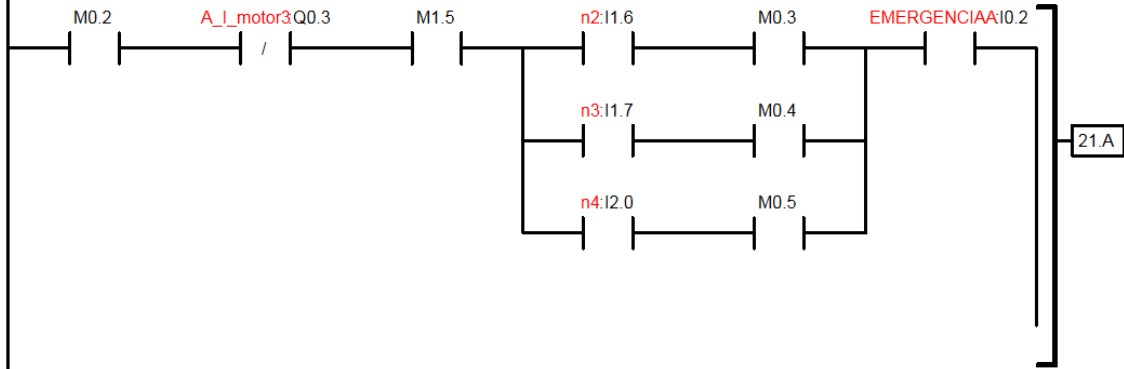 M0.2 A_I_motor3:Q0.3 M1.5 n2:I1.6 M0.3 EMERGENCIAA:I0.2
/
n3:I1.7 M0.4
21.A
n4:I2.0 M0.5